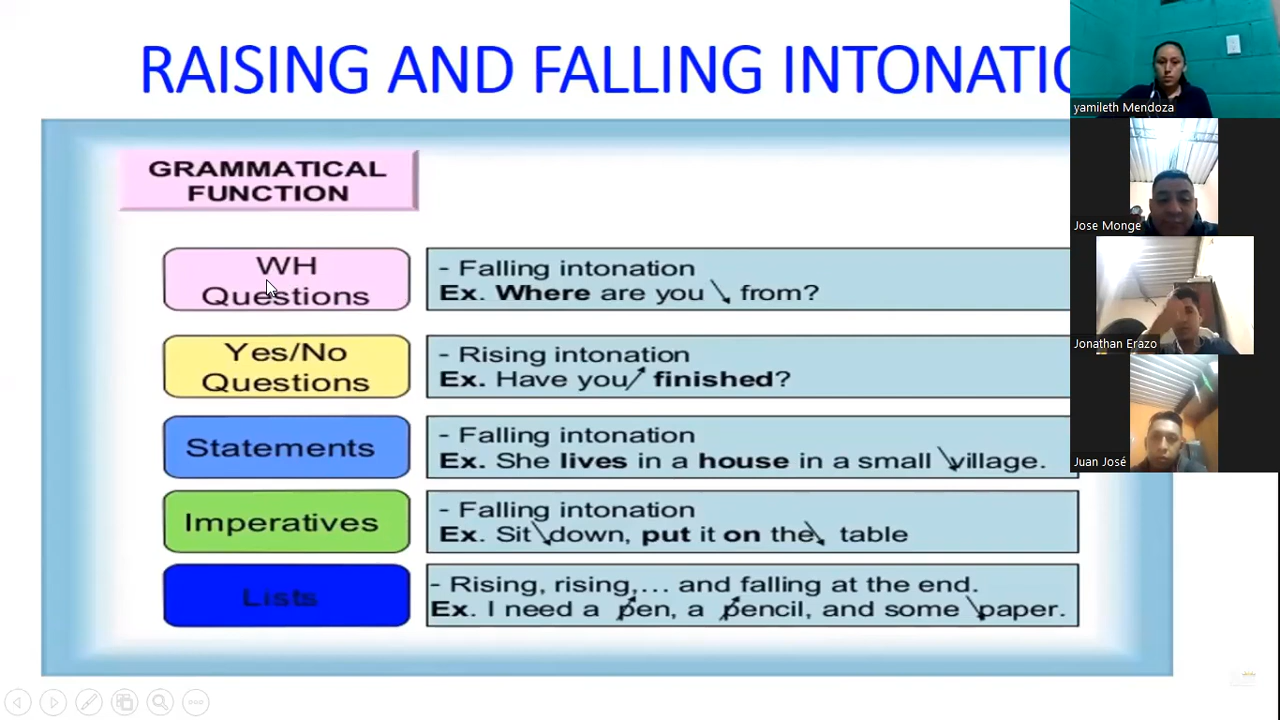 RAISING AND FALLING INTONATIO
GRAMMATICAL
FUNCTION
WH
Questions
- Falling intonation
Ex. Where are you from?
Yes/No
Questions
- Rising intonation
Ex. Have you finished?
Statements
- Falling intonation
Ex. She lives in a house in a small village.
Imperatives
- Falling intonation
Ex. Sit down, put it on the table
Lists
- Rising, rising,... and falling at the end.
Ex. I need a pen, a pencil, and some paper.
yamileth Mendoza
Jose Monge
Jonathan Erazo
Juan José